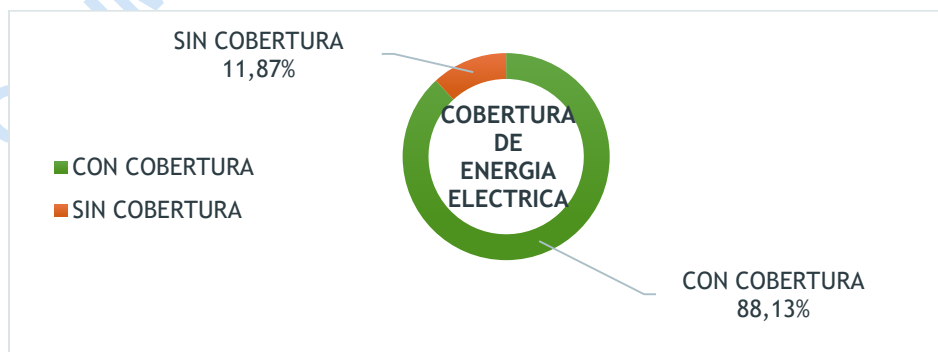 SIN COBERTURA
11,87%
COBERTURA
DE
ENERGIA
ELECTRICA
CON COBERTURA
SIN COBERTURA
CON COBERTURA
88,13%